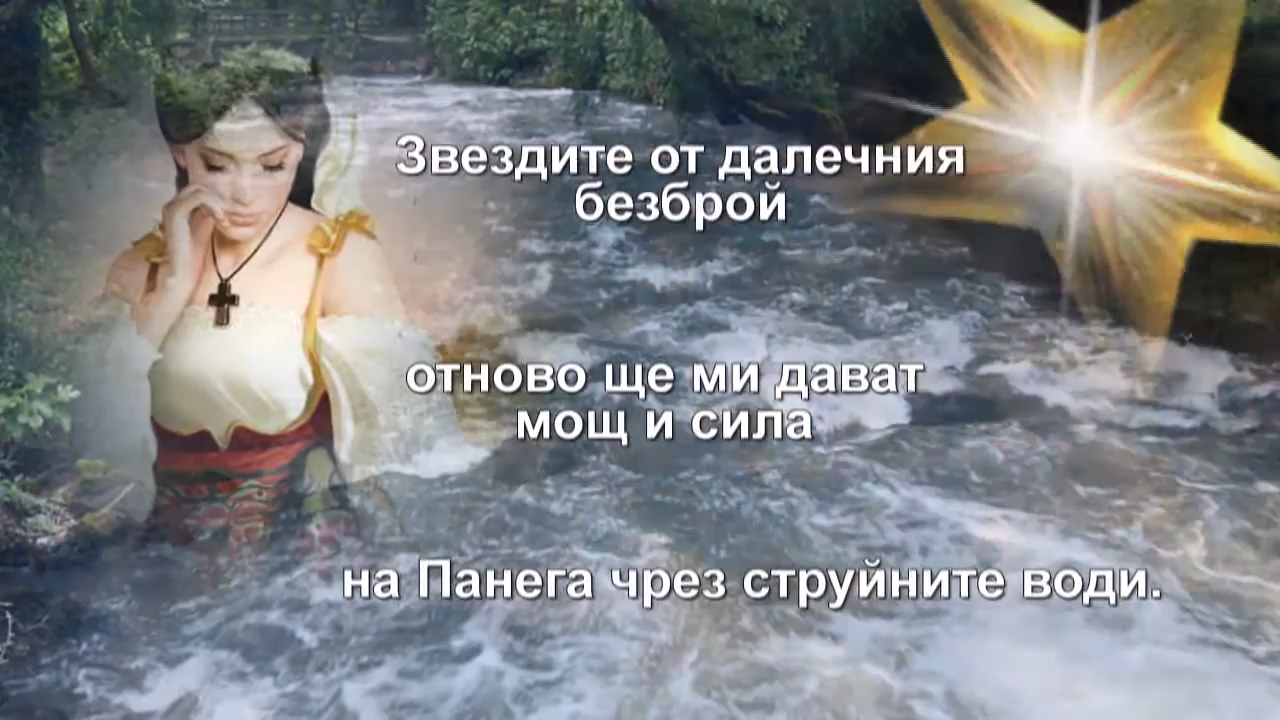 Звездите от далечния
безброй
отново ще ми дават
мощ и сила
на Панега чрез струйните води.